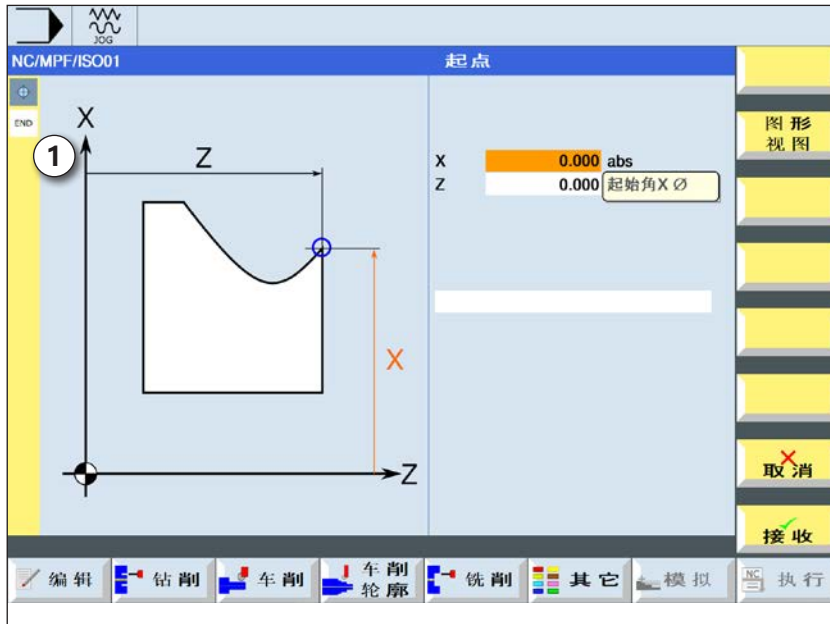 JOG
NC/MPF/ISO01
起点
END
1
X
Z
X
Z
X 0.000 abs
Z 0.000 起始角X Ø
图形
视图
取消
接收
编辑
钻削
车削
车削
轮廓
铣削
其它
模拟
NC
执行